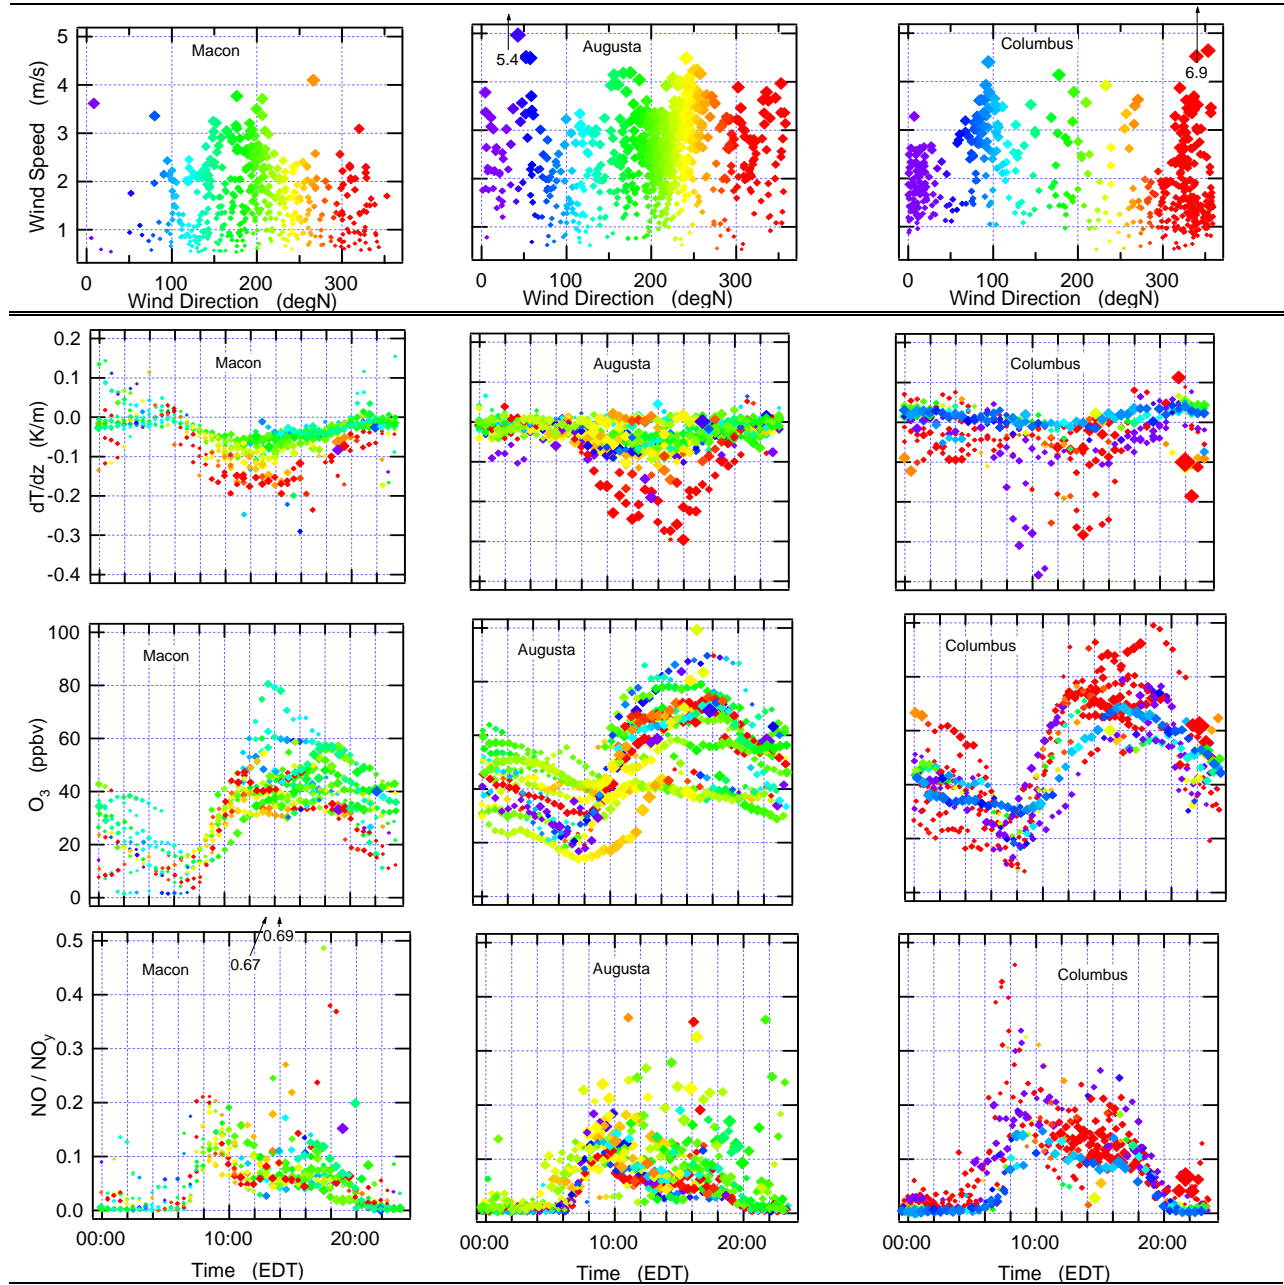 5
4
3
2
1
Wind Speed (m/s)
Macon
0 100 200 300
Wind Direction (degN)
5.4
Augusta
0 100 200 300
Wind Direction (degN)
Columbus
6.9
0 100 200 300
Wind Direction (degN)
0.2
0.1
0.0
-0.1
-0.2
-0.3
-0.4
dT/dz (K/m)
Macon
Augusta
Columbus
100
80
60
40
20
0
O3 (ppbv)
Macon
Augusta
Columbus
0.5
0.4
0.3
0.2
0.1
0.0
NO / NOy
Macon
0.67
0.69
Augusta
Columbus
00:00 10:00 20:00
Time (EDT)
00:00 10:00 20:00
Time (EDT)
00:00 10:00 20:00
Time (EDT)